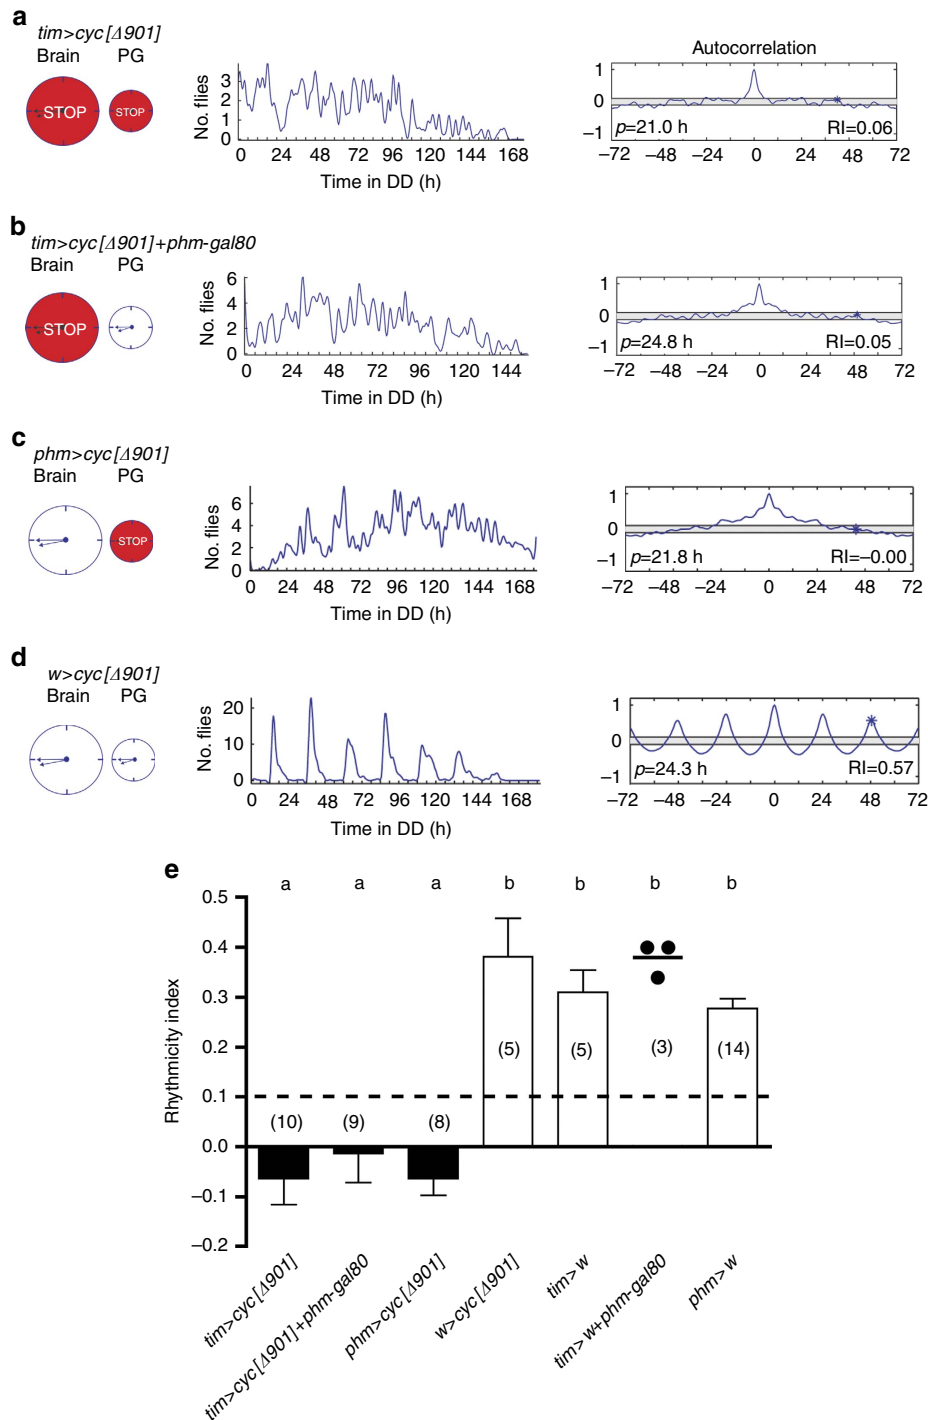 a
tim>cyc[Δ901]
Brain PG
STOP STOP
No. flies
3
2
1
0
0 24 48 72 96 120 144 168
Time in DD (h)
Autocorrelation
1
0
–1
p=21.0 h RI=0.06
–72 –48 –24 0 24 48 72
b
tim>cyc[Δ901]+phm-gal80
Brain PG
STOP
No. flies
6
4
2
0
0 24 48 72 96 120 144
Time in DD (h)
1
0
–1
p=24.8 h RI=0.05
–72 –48 –24 0 24 48 72
c
phm>cyc[Δ901]
Brain PG
STOP
No. flies
6
4
2
0
0 24 48 72 96 120 144 168
Time in DD (h)
1
0
–1
p=21.8 h RI=–0.00
–72 –48 –24 0 24 48 72
d
w>cyc[Δ901]
Brain PG
No. flies
20
10
0
0 24 48 72 96 120 144 168
Time in DD (h)
1
0
–1
p=24.3 h RI=0.57
–72 –48 –24 0 24 48 72
e
a a a b b b b
Rhythmicity index
0.5
0.4
0.3
0.2
0.1
0.0
–0.1
–0.2
(10) (9) (8) (5) (5) (3) (14)
tim>cyc[Δ901]
tim>cyc[Δ901]+phm-gal80
phm>cyc[Δ901]
w>cyc[Δ901]
tim>w
tim>w+phm-gal80
phm>w